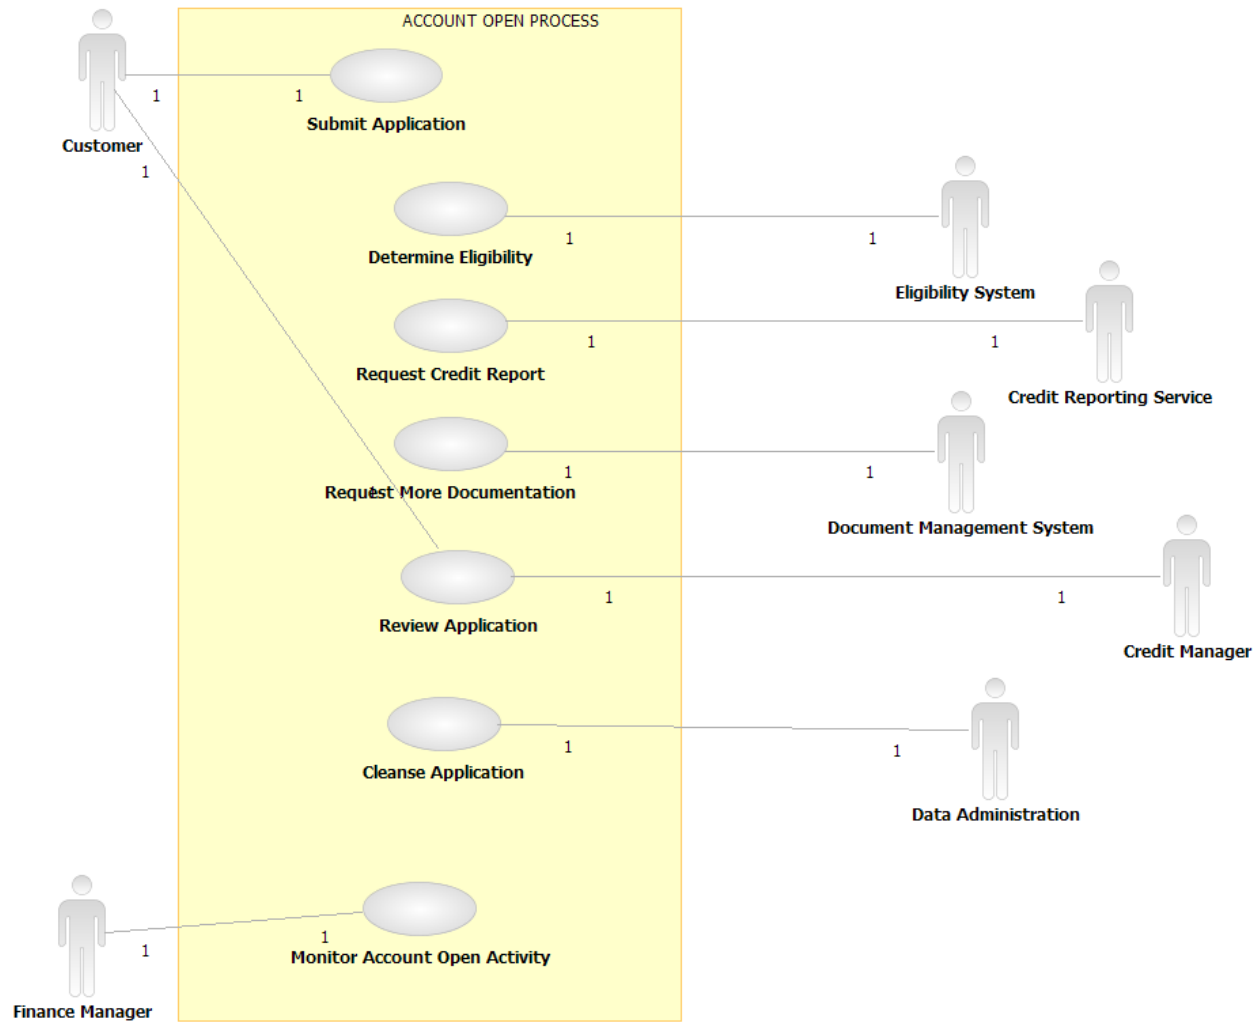 ACCOUNT OPEN PROCESS
1 1
Submit Application
Customer
1
1 1
Determine Eligibility
Eligibility System
1 1
Request Credit Report
Credit Reporting Service
1 1
Request More Documentation
1
Document Management System
1 1
Review Application
Credit Manager
1 1
Cleanse Application
Data Administration
1 1
Monitor Account Open Activity
Finance Manager